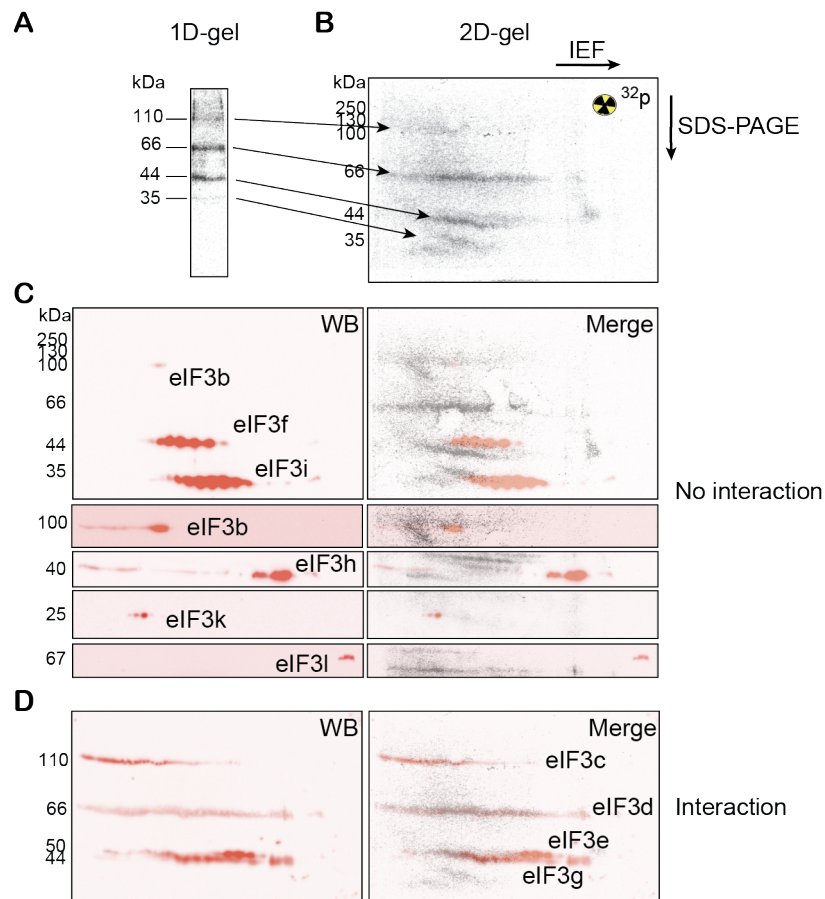 A
1D-gel
kDa
110
66
44
35
B
2D-gel
IEF
kDa
250
130
100
66
44
35
32p
SDS-PAGE
C
kDa
250
130
100
66
44
35
WB
eIF3b
eIF3f
eIF3i
Merge
No interaction
100
eIF3b
40
eIF3h
25
eIF3k
67
eIF3l
D
WB
Merge
110
66
50
44
eIF3c
eIF3d
eIF3e
eIF3g
Interaction